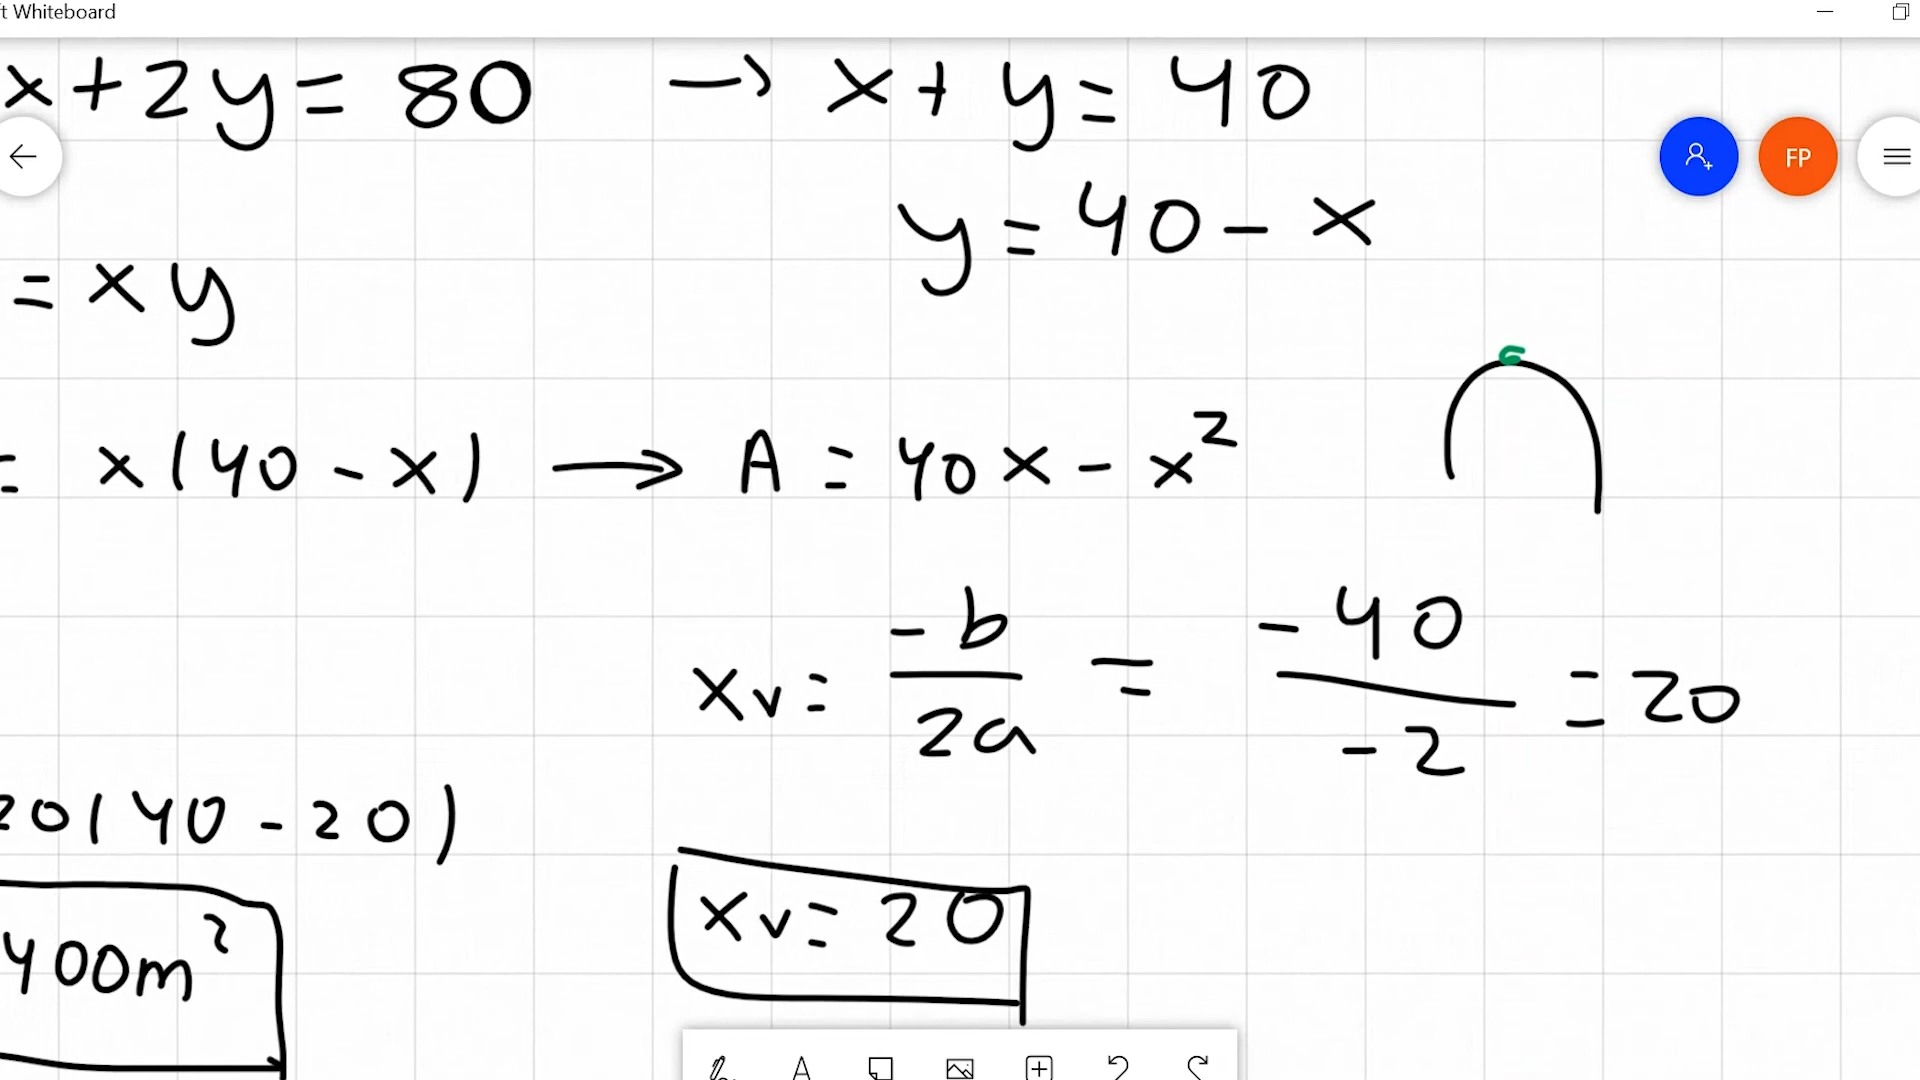 ft Whiteboard
x + 2y = 80 → x + y = 40
FP
y = 40 - x
= xy
= x(40 - x) → A = 40x - x²
xv = -b/2a = -40/-2 = 20
20(40 - 20)
xv = 20
400m²